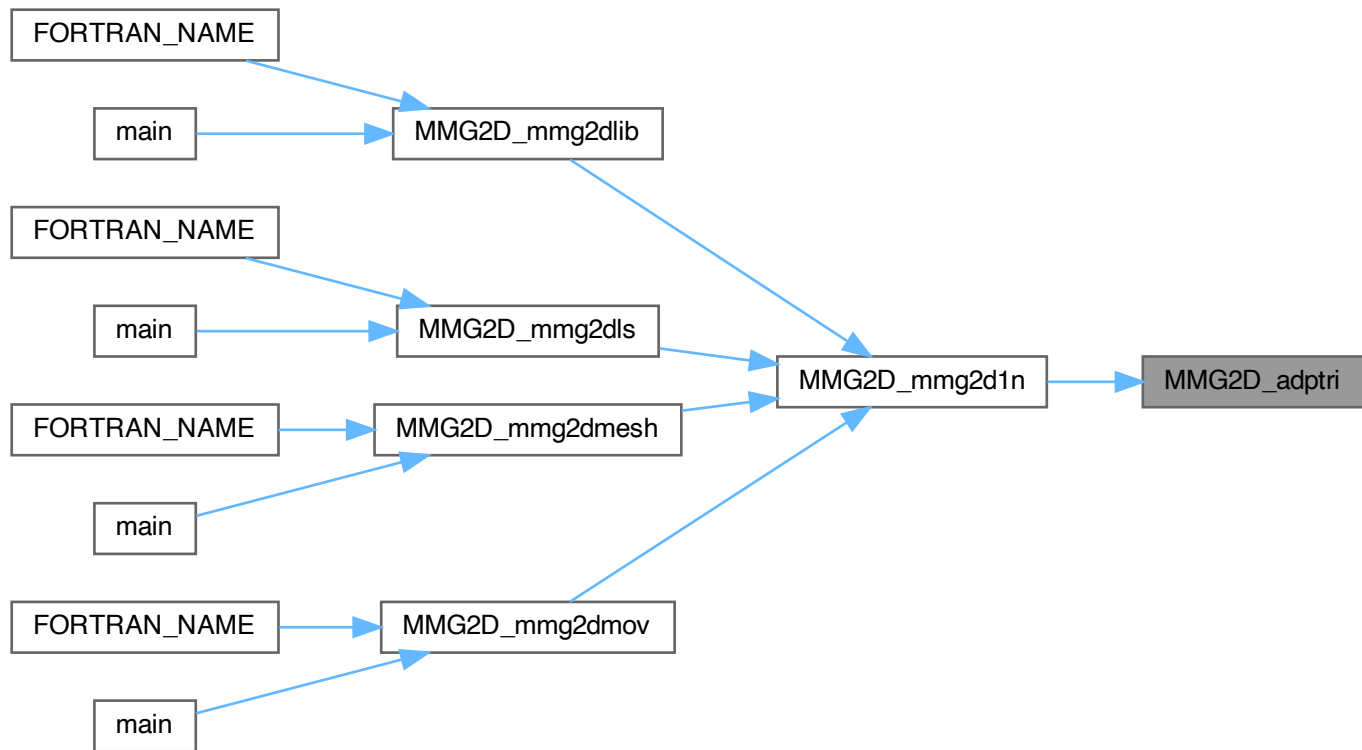 FORTRAN_NAME
main
MMG2D_mmg2dlib
FORTRAN_NAME
main
MMG2D_mmg2dls
MMG2D_mmg2d1n
MMG2D_adptri
FORTRAN_NAME
MMG2D_mmg2dmesh
main
FORTRAN_NAME
MMG2D_mmg2dmov
main